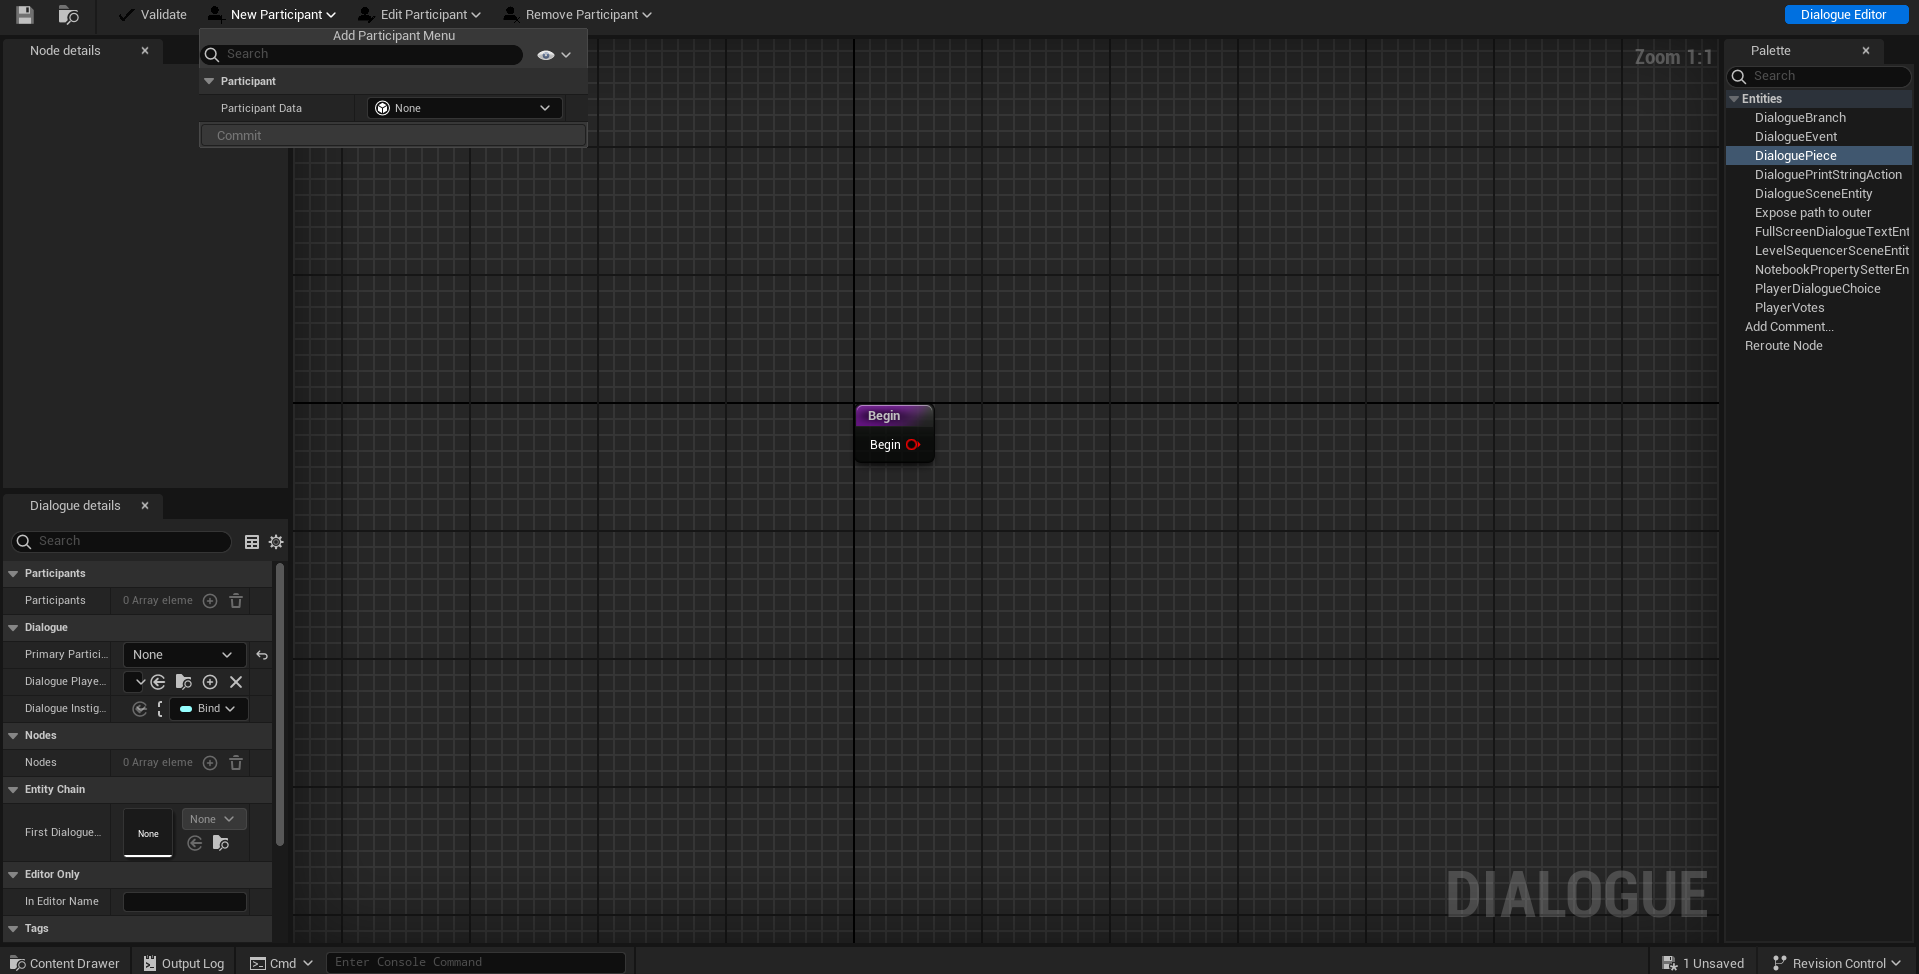 Validate
New Participant
Edit Participant
Remove Participant
Dialogue Editor
Add Participant Menu
Search
Participant
Participant Data
None
Commit
Node details
Zoom 1:1
Palette
Search
Entities
DialogueBranch
DialogueEvent
DialoguePiece
DialoguePrintStringAction
DialogueSceneEntity
Expose path to outer
FullScreenDialogueTextEnt
LevelSequencerSceneEntit
NotebookPropertySetterEn
PlayerDialogueChoice
PlayerVotes
Add Comment...
Reroute Node
Begin
Begin
Dialogue details
Search
Participants
Participants
0 Array eleme
Dialogue
Primary Partici...
None
Dialogue Playe...
Dialogue Instig...
Bind
Nodes
Nodes
0 Array eleme
Entity Chain
First Dialogue...
None
None
Editor Only
In Editor Name
Tags
DIALOGUE
Content Drawer
Output Log
Cmd
Enter Console Command
1 Unsaved
Revision Control